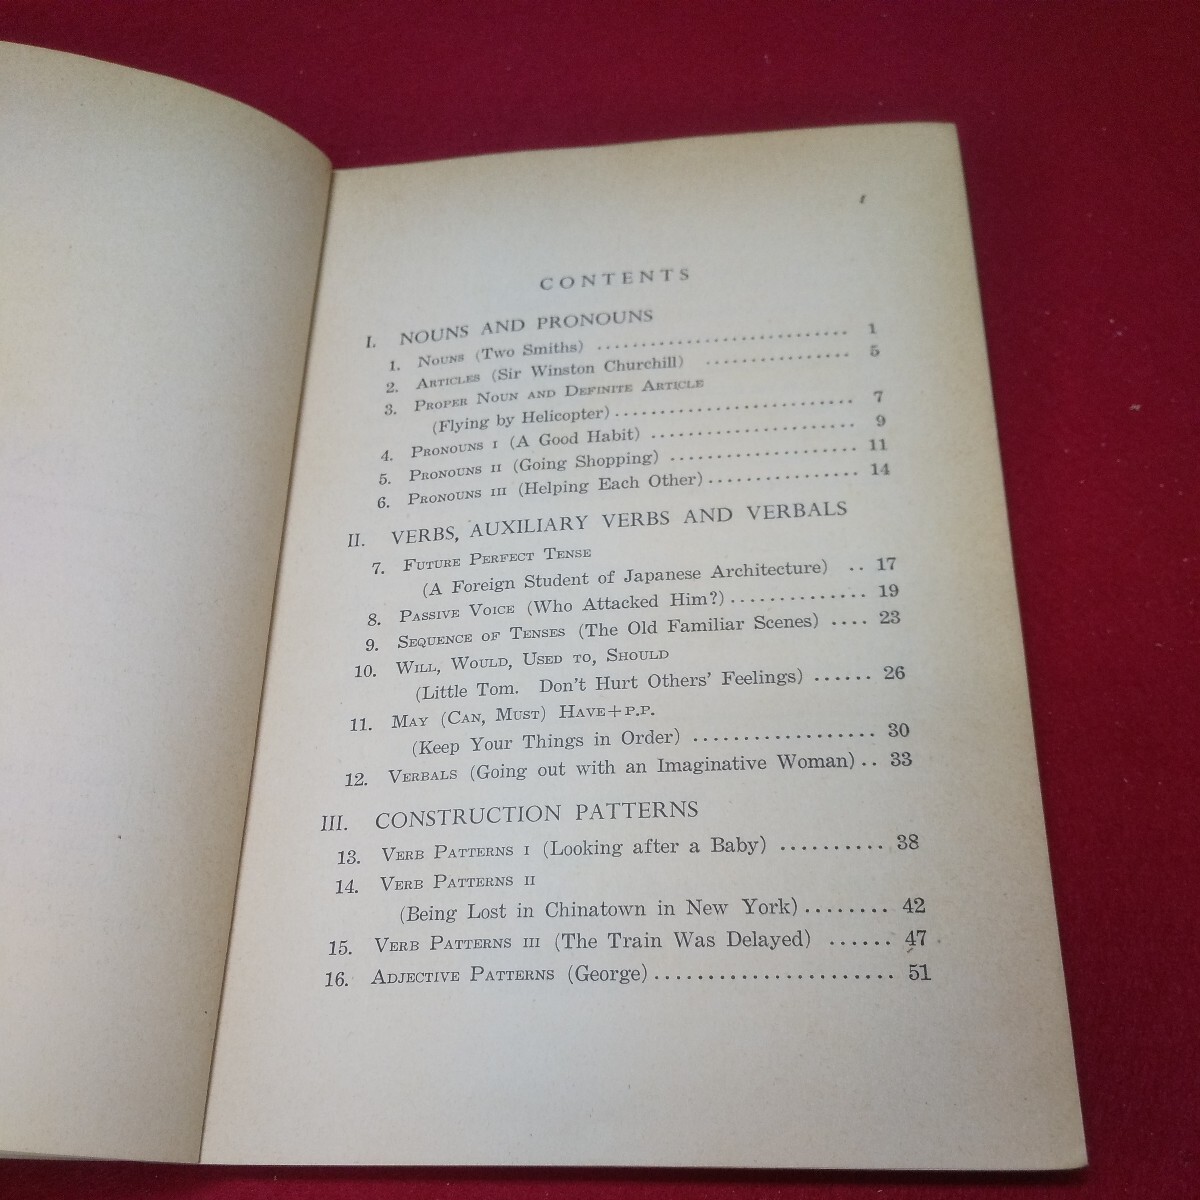 CONTENTS
I. NOUNS AND PRONOUNS
1. NOUNS (Two Smiths) .......................... 1
2. ARTICLES (Sir Winston Churchill) ............... 5
3. PROPER NOUN AND DEFINITE ARTICLE
(Flying by Helicopter)......................... 7
4. PRONOUNS I (A Good Habit) ..................... 9
5. PRONOUNS II (Going Shopping) ................... 11
6. PRONOUNS III (Helping Each Other)................ 14
II. VERBS, AUXILIARY VERBS AND VERBALS
7. FUTURE PERFECT TENSE
(A Foreign Student of Japanese Architecture) .. 17
8. PASSIVE VOICE (Who Attacked Him?).............. 19
9. SEQUENCE OF TENSES (The Old Familiar Scenes) .... 23
10. WILL, WOULD, USED TO, SHOULD
(Little Tom. Don't Hurt Others' Feelings) ...... 26
11. MAY (CAN, MUST) HAVE+P.P.
(Keep Your Things in Order) .................. 30
12. VERBALS (Going out with an Imaginative Woman) .. 33
III. CONSTRUCTION PATTERNS
13. VERB PATTERNS I (Looking after a Baby) .......... 38
14. VERB PATTERNS II
(Being Lost in Chinatown in New York)........ 42
15. VERB PATTERNS III (The Train Was Delayed) ...... 47
16. ADJECTIVE PATTERNS (George)........................ 51